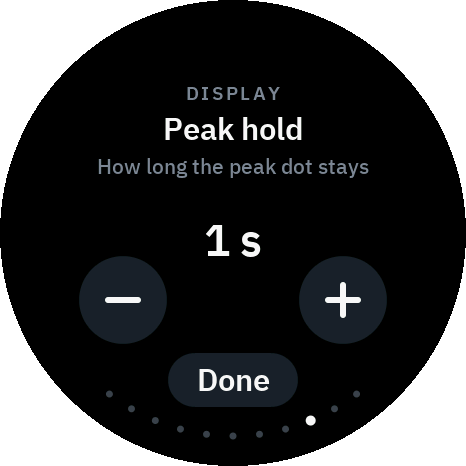 DISPLAY
Peak hold
How long the peak dot stays
1 s
Done